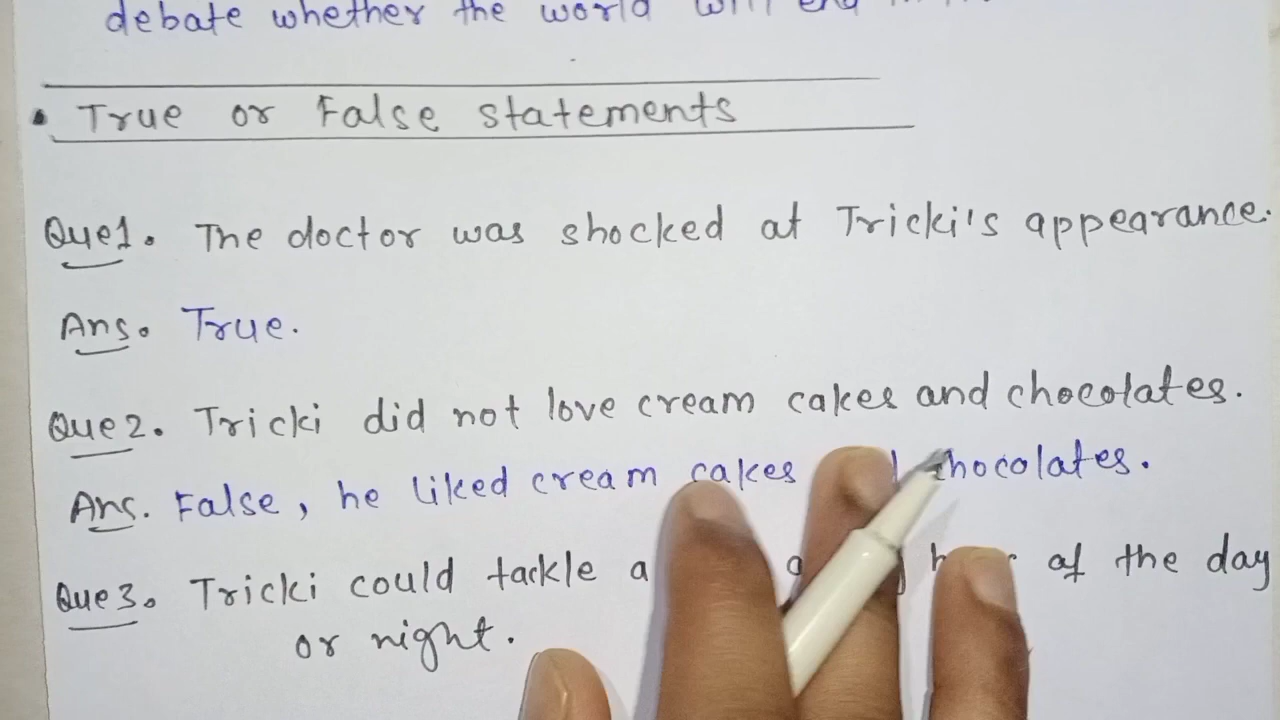 debate whether the world will end
• True or False statements
Que1. The doctor was shocked at Tricki's appearance.
Ans. True.
Que2. Tricki did not love cream cakes and chocolates.
Ans. False, he liked cream cakes chocolates.
Que3. Tricki could tackle of the day
or night.